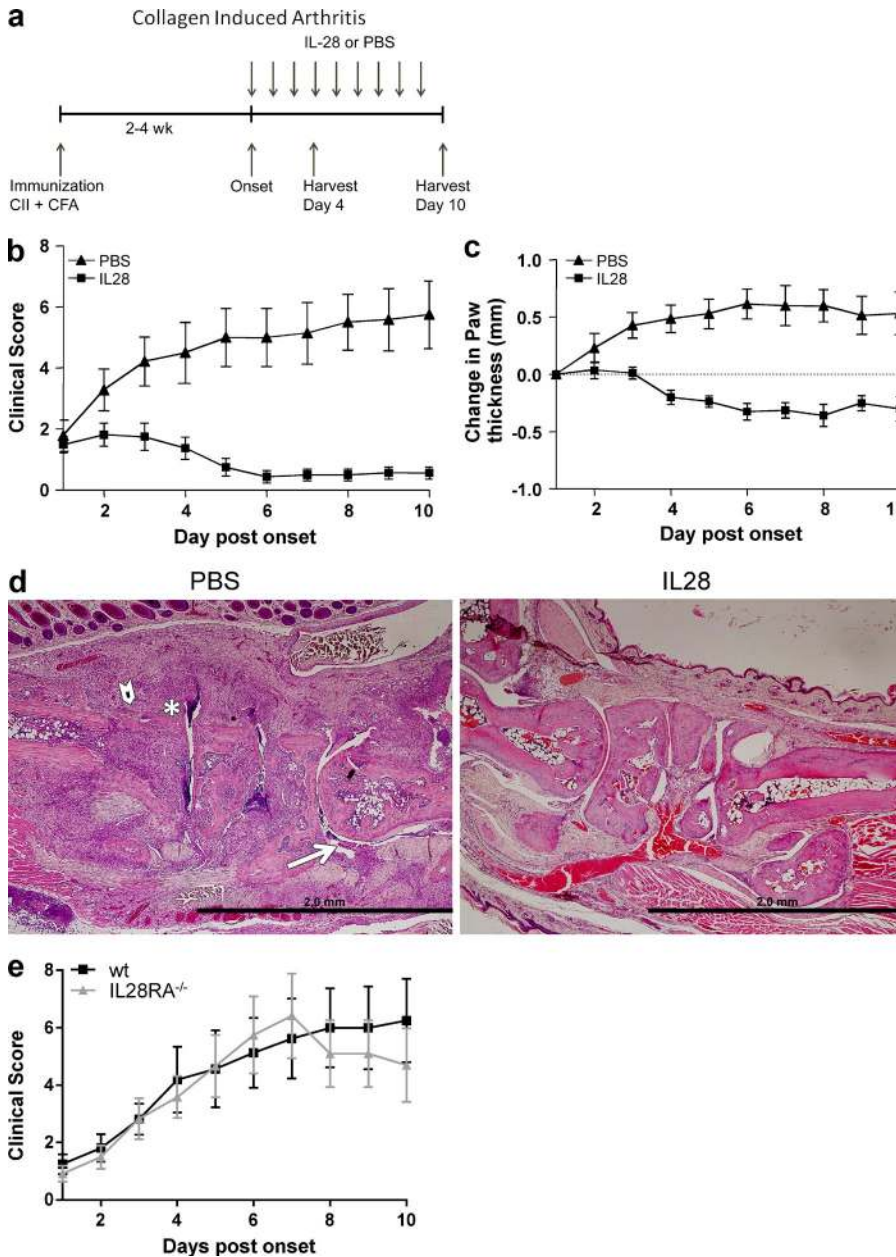 a
Collagen Induced Arthritis
IL-28 or PBS
2-4 wk
Immunization
CII + CFA
Onset
Harvest
Day 4
Harvest
Day 10
b
PBS
IL28
Clinical Score
8
6
4
2
0
2 4 6 8 10
Day post onset
c
PBS
IL28
Change in Paw
thickness (mm)
1.0
0.5
0.0
-0.5
-1.0
2 4 6 8 1
Day post onset
d
PBS
IL28
*
2.0 mm
2.0 mm
e
wt
IL28RA-/-
Clinical Score
8
6
4
2
0
2 4 6 8 10
Days post onset